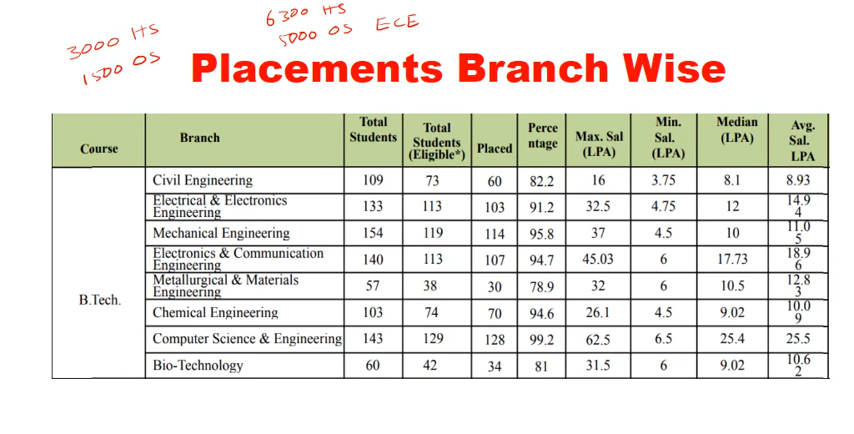 3000 HS
1500 OS
6300 HS
5000 OS ECE
Placements Branch Wise
Course Branch Total Students Total Students (Eligible*) Placed Perce ntage Max. Sal (LPA) Min. Sal. (LPA) Median (LPA) Avg. Sal. LPA
B.Tech.
Civil Engineering 109 73 60 82.2 16 3.75 8.1 8.93
Electrical & Electronics Engineering 133 113 103 91.2 32.5 4.75 12 14.94
Mechanical Engineering 154 119 114 95.8 37 4.5 10 11.05
Electronics & Communication Engineering 140 113 107 94.7 45.03 6 17.73 18.96
Metallurgical & Materials Engineering 57 38 30 78.9 32 6 10.5 12.83
Chemical Engineering 103 74 70 94.6 26.1 4.5 9.02 10.09
Computer Science & Engineering 143 129 128 99.2 62.5 6.5 25.4 25.5
Bio-Technology 60 42 34 81 31.5 6 9.02 10.62